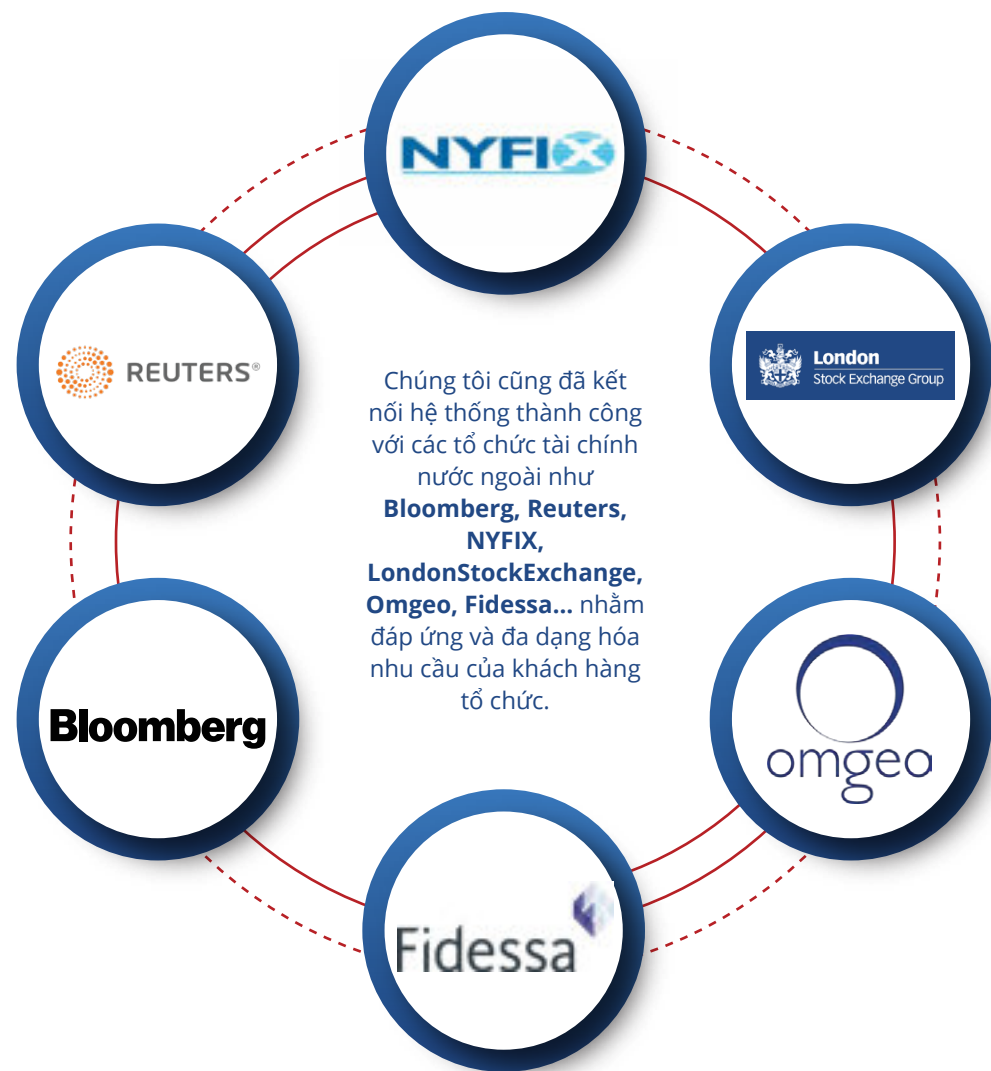 NYFIX
REUTERS®
London
Stock Exchange Group
Chúng tôi cũng đã kết
nối hệ thống thành công
với các tổ chức tài chính
nước ngoài như
Bloomberg, Reuters,
NYFIX,
LondonStockExchange,
Omgeo, Fidessa... nhằm
đáp ứng và đa dạng hóa
nhu cầu của khách hàng
tổ chức.
Bloomberg
omgeo
Fidessa